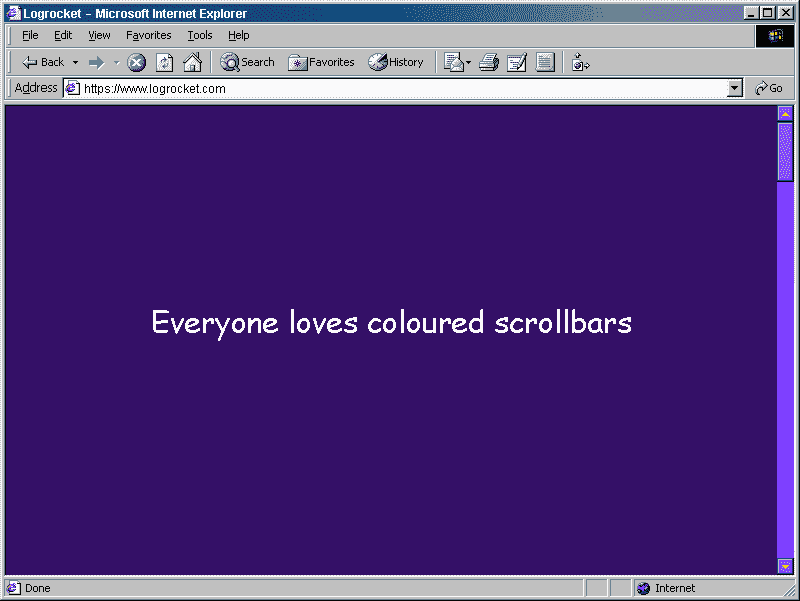 Logrocket - Microsoft Internet Explorer
File Edit View Favorites Tools Help
Back Search Favorites History
Address https://www.logrocket.com Go
Everyone loves coloured scrollbars
Done Internet